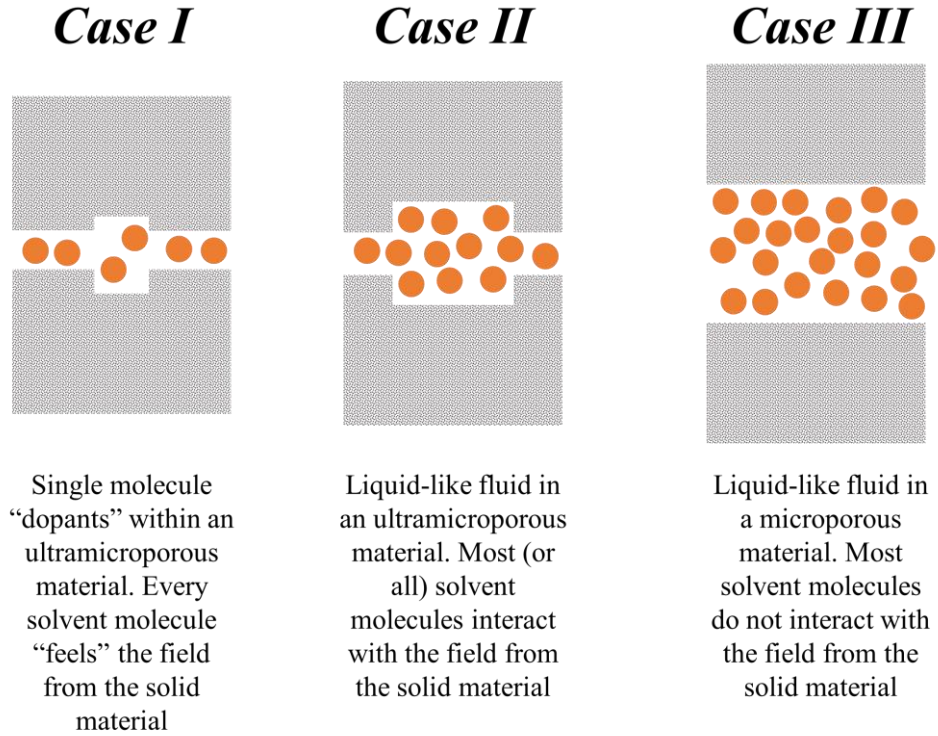 Case I
Case II
Case III
Single molecule
“dopants” within an
ultramicroporous
material. Every
solvent molecule
“feels” the field
from the solid
material
Liquid-like fluid in
an ultramicroporous
material. Most (or
all) solvent
molecules interact
with the field from
the solid material
Liquid-like fluid in
a microporous
material. Most
solvent molecules
do not interact with
the field from the
solid material